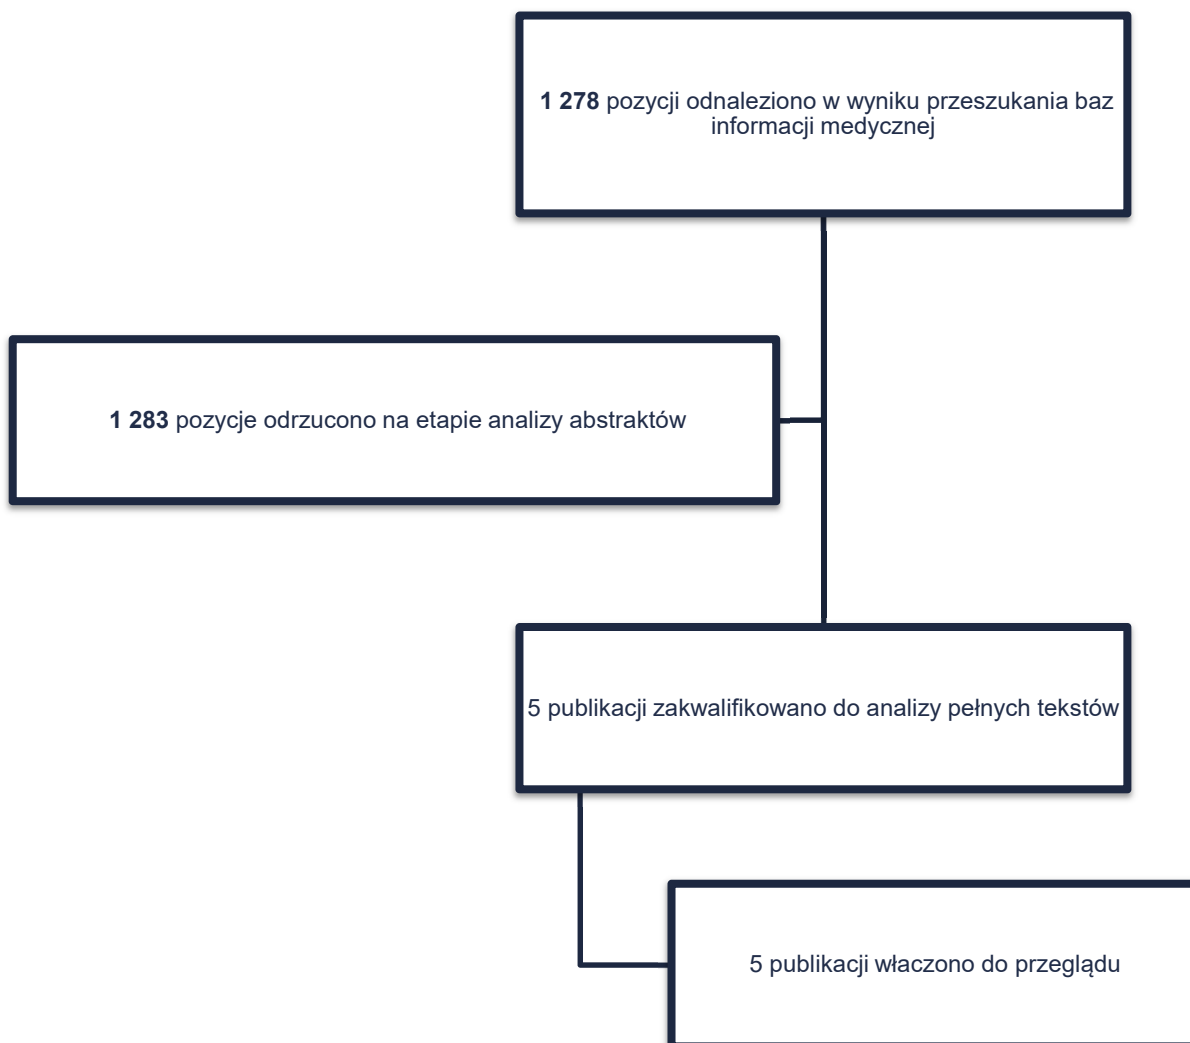 1 278 pozycji odnaleziono w wyniku przeszukania baz
informacji medycznej
1 283 pozycje odrzucono na etapie analizy abstraktów
5 publikacji zakwalifikowano do analizy pełnych tekstów
5 publikacji właczono do przeglądu